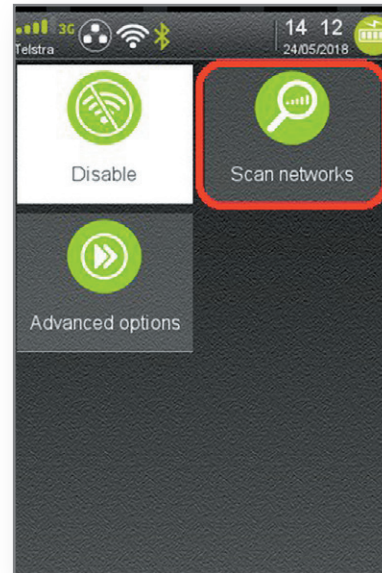 3G
14 12
Telstra
24/05/2018
Disable
Scan networks
Advanced options